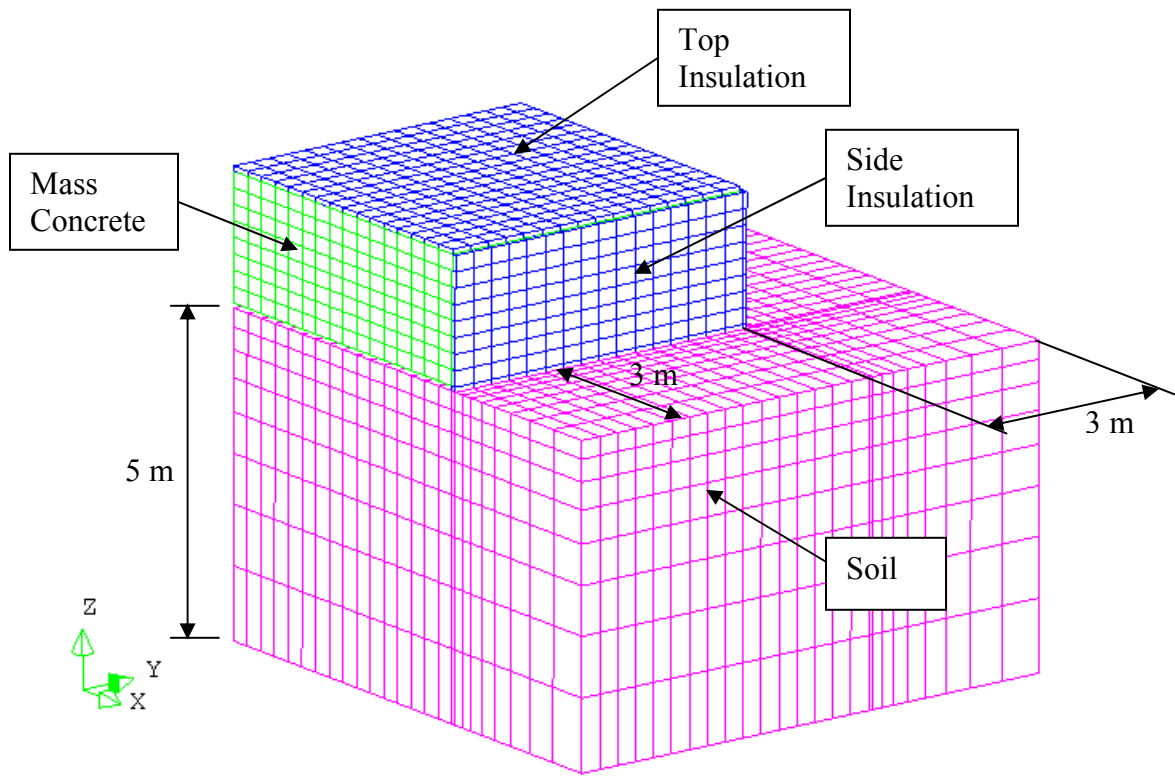 Top
Insulation
Side
Insulation
Mass
Concrete
3 m
3 m
5 m
Soil
Z
Y
X